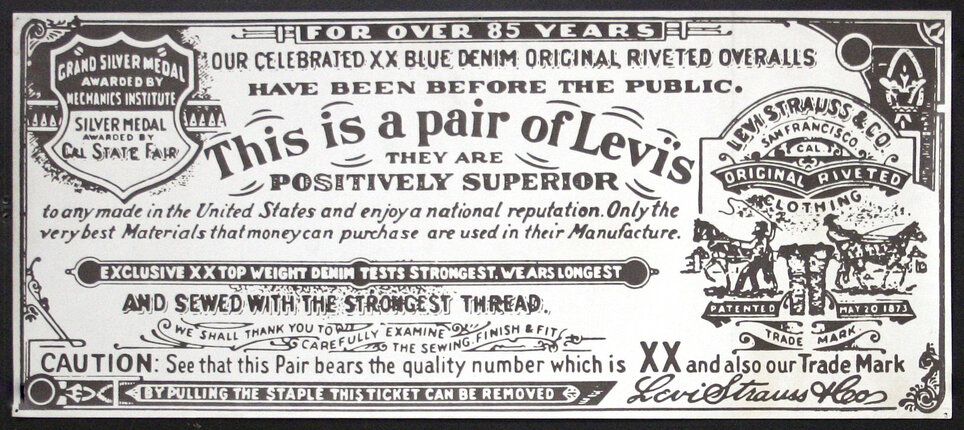 FOR OVER 85 YEARS
GRAND SILVER MEDAL
AWARDED BY
MECHANICS INSTITUTE
SILVER MEDAL
AWARDED BY
CAL STATE FAIR
OUR CELEBRATED XX BLUE DENIM ORIGINAL RIVETED OVERALLS
HAVE BEEN BEFORE THE PUBLIC.
This is a pair of Levi's
THEY ARE
POSITIVELY SUPERIOR
to any made in the United States and enjoy a national reputation. Only the
very best Materials that money can purchase are used in their Manufacture.
EXCLUSIVE XX TOP WEIGHT DENIM TESTS STRONGEST, WEARS LONGEST
AND SEWED WITH THE STRONGEST THREAD.
WE SHALL THANK YOU TO
CAREFULLY EXAMINE
THE SEWING, FINISH & FIT
LEVI STRAUSS & CO.
SAN FRANCISCO
CAL.
ORIGINAL RIVETED
CLOTHING
PATENTED MAY 20 1873
TRADE MARK
CAUTION: See that this Pair bears the quality number which is XX and also our Trade Mark
BY PULLING THE STAPLE THIS TICKET CAN BE REMOVED
Levi Strauss & Co